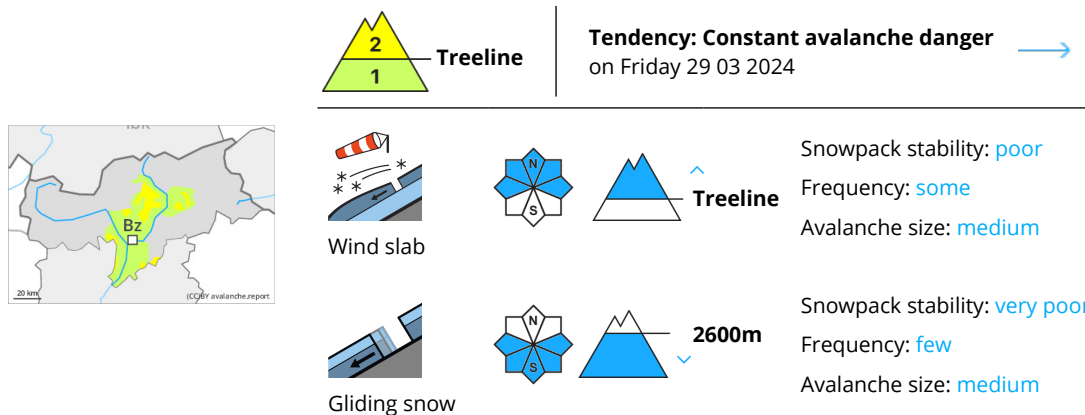 2
1
Treeline
Tendency: Constant avalanche danger
on Friday 29 03 2024
Bz
20 km
(CC)BY avalanche.report
Wind slab
N
S
Treeline
Snowpack stability: poor
Frequency: some
Avalanche size: medium
Gliding snow
N
S
2600m
Snowpack stability: very poor
Frequency: few
Avalanche size: medium